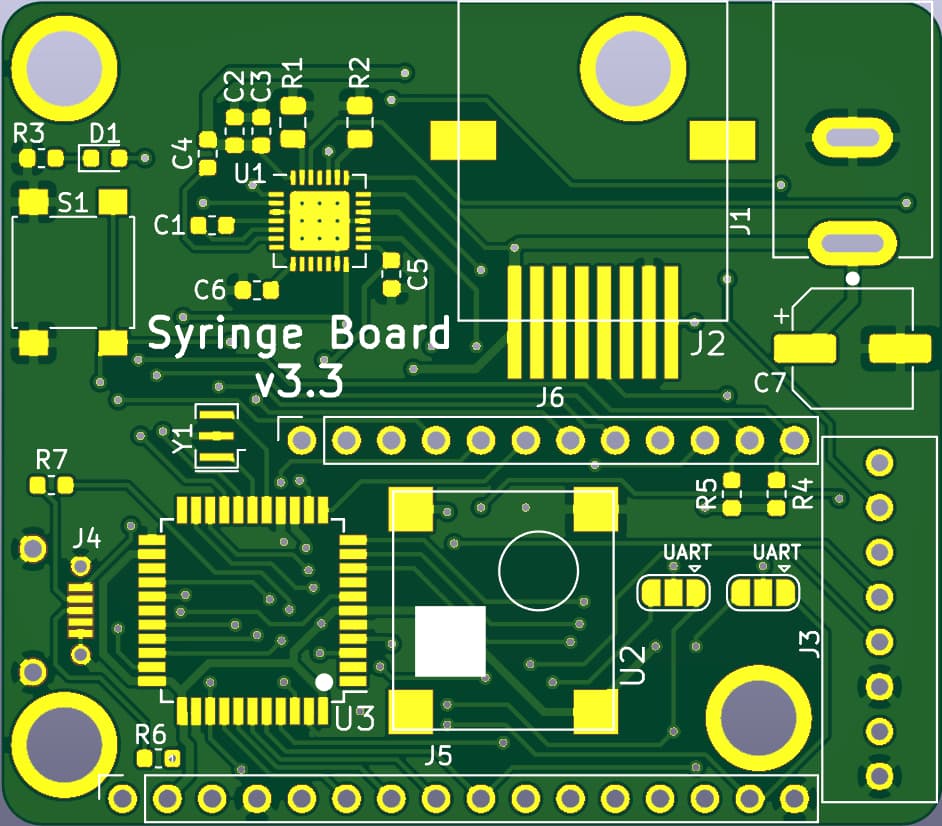 C2
C3
R1
R2
R3
D1
C4
U1
S1
C1
J1
C5
C6
+
Syringe Board
v3.3
J2
C7
J6
Y1
R7
R5
R4
J4
UART
UART
J3
U2
U3
R6
J5